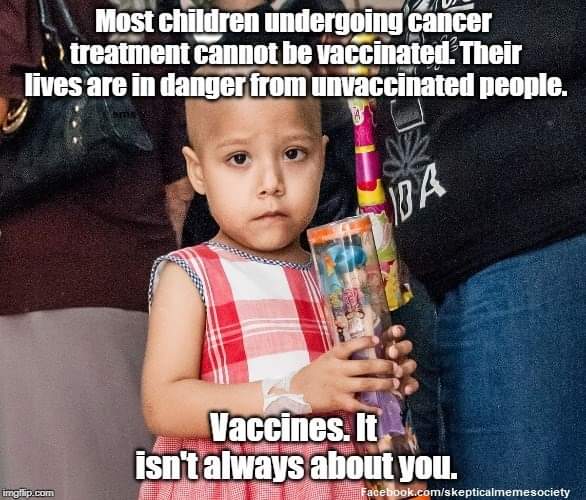 Most children undergoing cancer
treatment cannot be vaccinated. Their
lives are in danger from unvaccinated people.
Vaccines. It
isn't always about you.
imgflip.com
Facebook.com/skepticalmemesociety